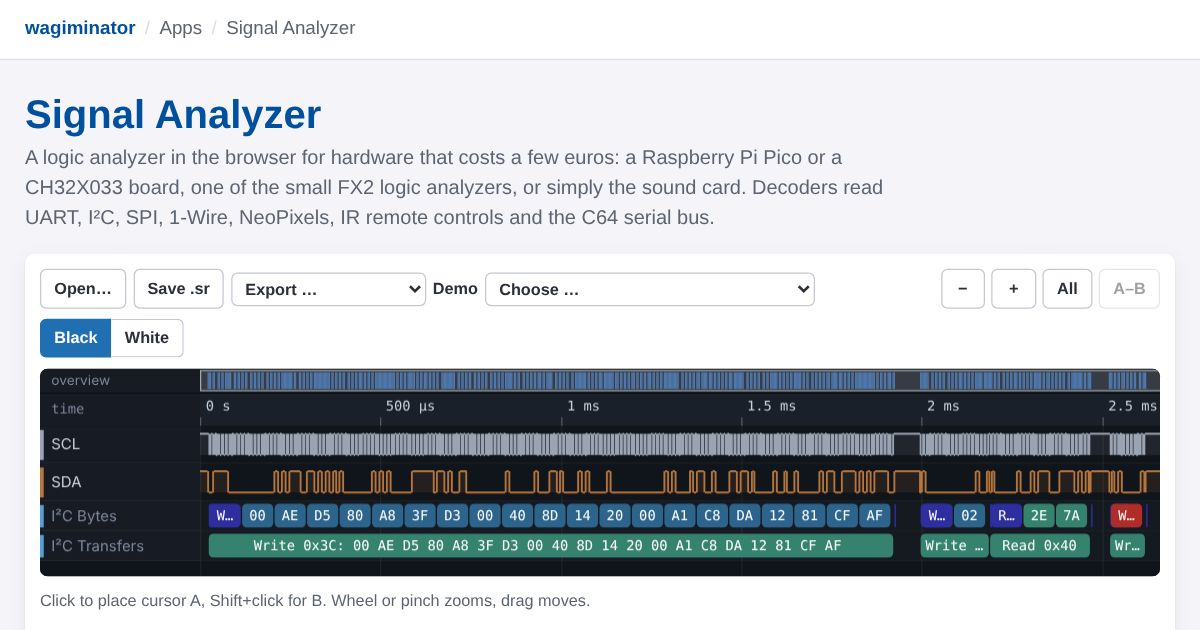 wagiminator / Apps / Signal Analyzer
Signal Analyzer
A logic analyzer in the browser for hardware that costs a few euros: a Raspberry Pi Pico or a
CH32X033 board, one of the small FX2 logic analyzers, or simply the sound card. Decoders read
UART, I²C, SPI, 1-Wire, NeoPixels, IR remote controls and the C64 serial bus.
Open… Save .sr Export … Demo Choose … − + All A–B
Black White
overview
time 0 s 500 µs 1 ms 1.5 ms 2 ms 2.5 ms
SCL
SDA
I²C Bytes W… 00 AE D5 80 A8 3F D3 00 40 8D 14 20 00 A1 C8 DA 12 81 CF AF W… 02 R… 2E 7A W…
I²C Transfers Write 0x3C: 00 AE D5 80 A8 3F D3 00 40 8D 14 20 00 A1 C8 DA 12 81 CF AF Write … Read 0x40 Wr…
Click to place cursor A, Shift+click for B. Wheel or pinch zooms, drag moves.